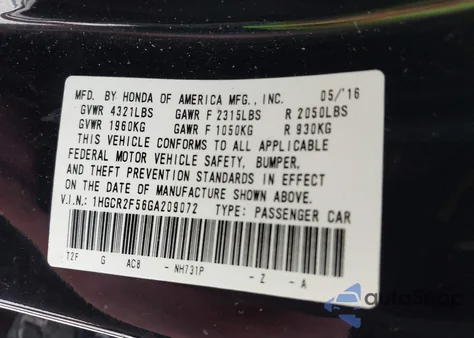 MFD. BY HONDA OF AMERICA MFG., INC. 05/'16
GVWR 4321LBS GAWR F 2315LBS R 2050LBS
GVWR 1960KG GAWR F 1050KG R 930KG
THIS VEHICLE CONFORMS TO ALL APPLICABLE
FEDERAL MOTOR VEHICLE SAFETY, BUMPER,
AND THEFT PREVENTION STANDARDS IN EFFECT
ON THE DATE OF MANUFACTURE SHOWN ABOVE.
V.I.N.: 1HGCR2F56GA209072 TYPE: PASSENGER CAR
T2F G AC8 - NH731P - Z - A
autoSnap